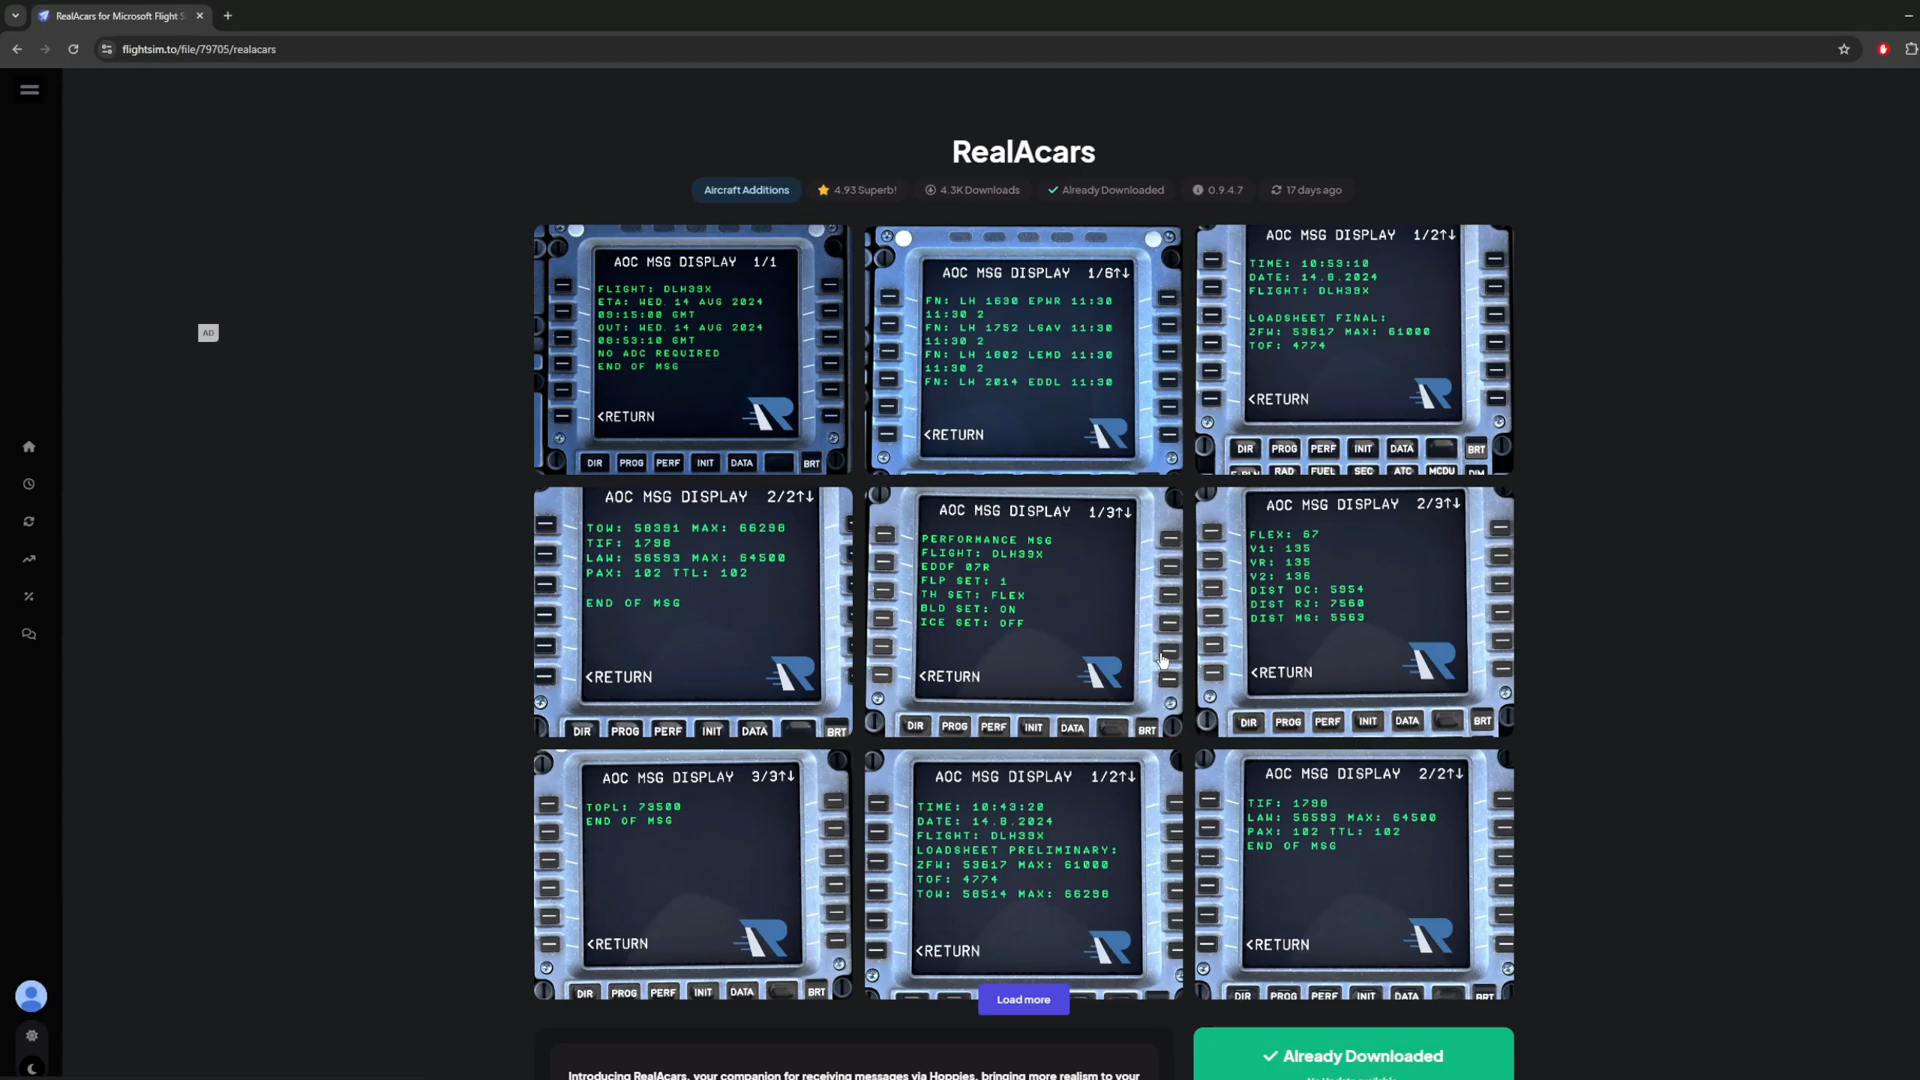 RealAcars for Microsoft Flight S
flightsim.to/file/79705/realacars
AD
RealAcars
Aircraft Additions
4.93 Superb!
4.3K Downloads
Already Downloaded
0.9.4.7
17 days ago
AOC MSG DISPLAY 1/1
FLIGHT: DLH39X
ETA: WED. 14 AUG 2024
09:15:00 GMT
OUT: WED. 14 AUG 2024
08:53:10 GMT
NO ADC REQUIRED
END OF MSG
<RETURN
DIR PROG PERF INIT DATA BRT
AOC MSG DISPLAY 1/6↑↓
FN: LH 1630 EPWR 11:30
11:30 2
FN: LH 1752 LGAV 11:30
11:30 2
FN: LH 1802 LEMD 11:30
11:30 2
FN: LH 2014 EDDL 11:30
<RETURN
AOC MSG DISPLAY 1/2↑↓
TIME: 10:53:10
DATE: 14.8.2024
FLIGHT: DLH39X
LOADSHEET FINAL:
ZFW: 53617 MAX: 61000
TOF: 4774
<RETURN
DIR PROG PERF INIT DATA BRT
F-PLN RAD FUEL SEC ATC MCDU DIM
AOC MSG DISPLAY 2/2↑↓
TOW: 58391 MAX: 66298
TIF: 1798
LAW: 56593 MAX: 64500
PAX: 102 TTL: 102
END OF MSG
<RETURN
DIR PROG PERF INIT DATA BRT
AOC MSG DISPLAY 1/3↑↓
PERFORMANCE MSG
FLIGHT: DLH39X
EDDF 07R
FLP SET: 1
TH SET: FLEX
BLD SET: ON
ICE SET: OFF
<RETURN
DIR PROG PERF INIT DATA BRT
AOC MSG DISPLAY 2/3↑↓
FLEX: 67
V1: 135
VR: 135
V2: 136
DIST DC: 5954
DIST RJ: 7560
DIST MG: 5563
<RETURN
DIR PROG PERF INIT DATA BRT
AOC MSG DISPLAY 3/3↑↓
TOPL: 73500
END OF MSG
<RETURN
DIR PROG PERF INIT DATA BRT
AOC MSG DISPLAY 1/2↑↓
TIME: 10:43:20
DATE: 14.8.2024
FLIGHT: DLH39X
LOADSHEET PRELIMINARY:
ZFW: 53617 MAX: 61000
TOF: 4774
TOW: 58514 MAX: 66298
<RETURN
AOC MSG DISPLAY 2/2↑↓
TIF: 1798
LAW: 56593 MAX: 64500
PAX: 102 TTL: 102
END OF MSG
<RETURN
DIR PROG PERF INIT DATA BRT
Load more
Already Downloaded
Introducing RealAcars, your companion for receiving messages via Hoppies, bringing more realism to your